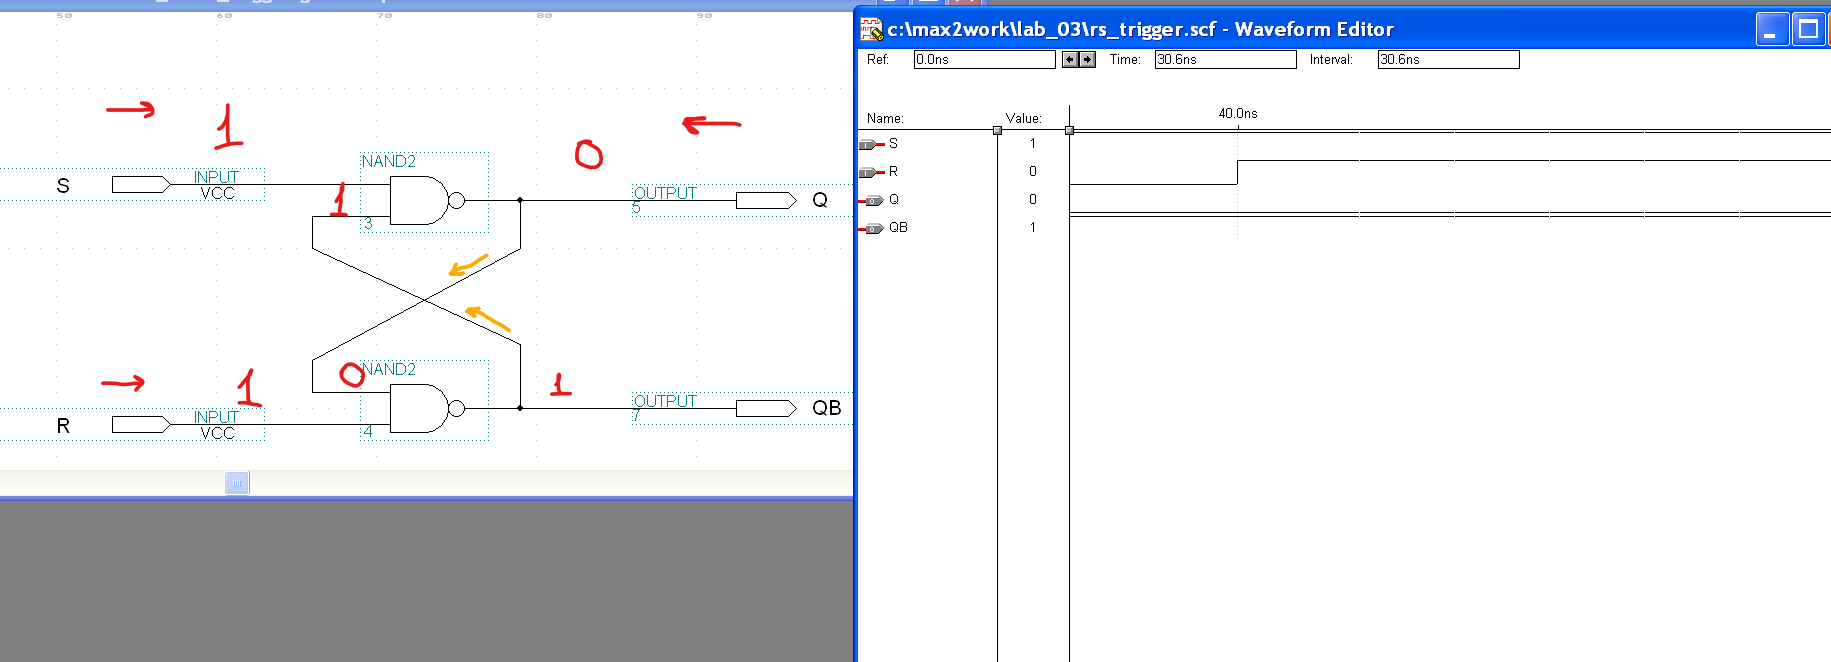 50 60 70 80 90
1
0
NAND2
INPUT
OUTPUT
S
VCC
1
3
5
Q
0
NAND2
1
1
INPUT
OUTPUT
R
VCC
4
7
QB
c:\max2work\lab_03\rs_trigger.scf - Waveform Editor
Ref: 0.0ns Time: 30.6ns Interval: 30.6ns
40.0ns
Name: Value:
S 1
R 0
Q 0
QB 1